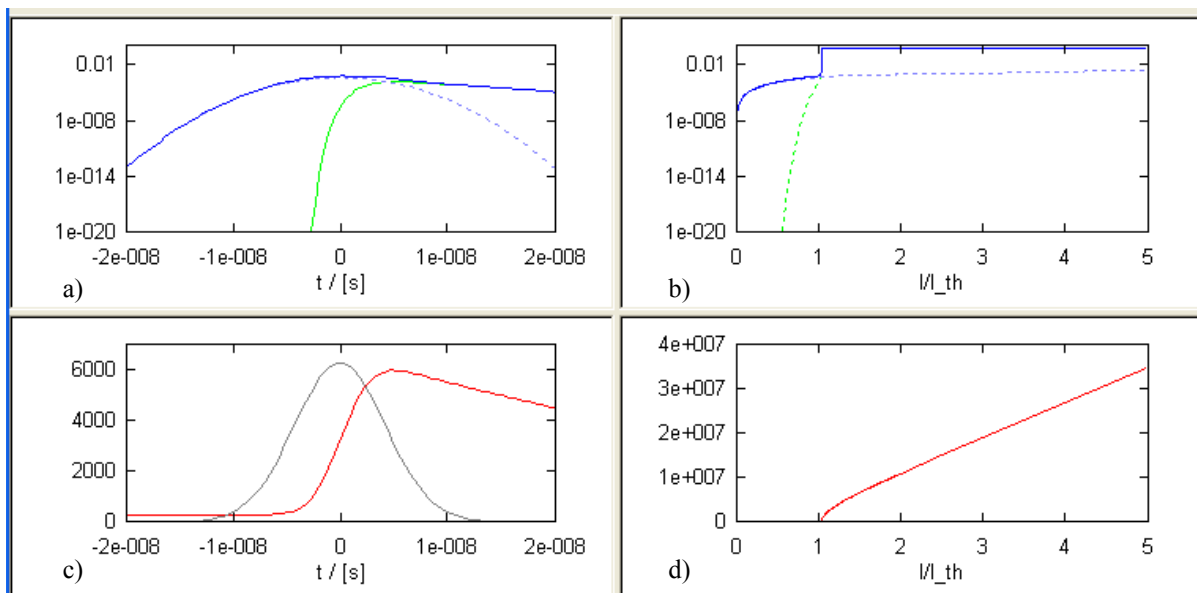 0.01
1e-008
1e-014
1e-020
-2e-008 -1e-008 0 1e-008 2e-008
t / [s]
a)
0.01
1e-008
1e-014
1e-020
0 1 2 3 4 5
I/I_th
b)
6000
4000
2000
0
-2e-008 -1e-008 0 1e-008 2e-008
t / [s]
c)
4e+007
3e+007
2e+007
1e+007
0
0 1 2 3 4 5
I/I_th
d)